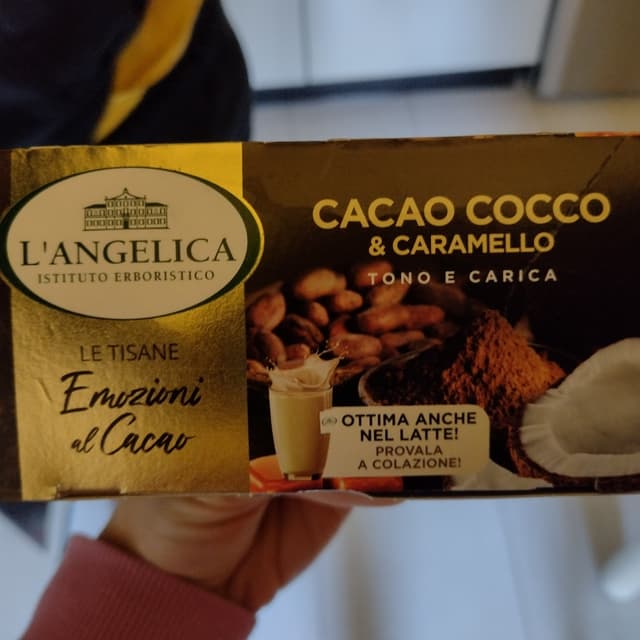 L'ANGELICA
ISTITUTO ERBORISTICO
LE TISANE
Emozioni
al Cacao
CACAO COCCO
& CARAMELLO
TONO E CARICA
OTTIMA ANCHE
NEL LATTE!
PROVALA
A COLAZIONE!